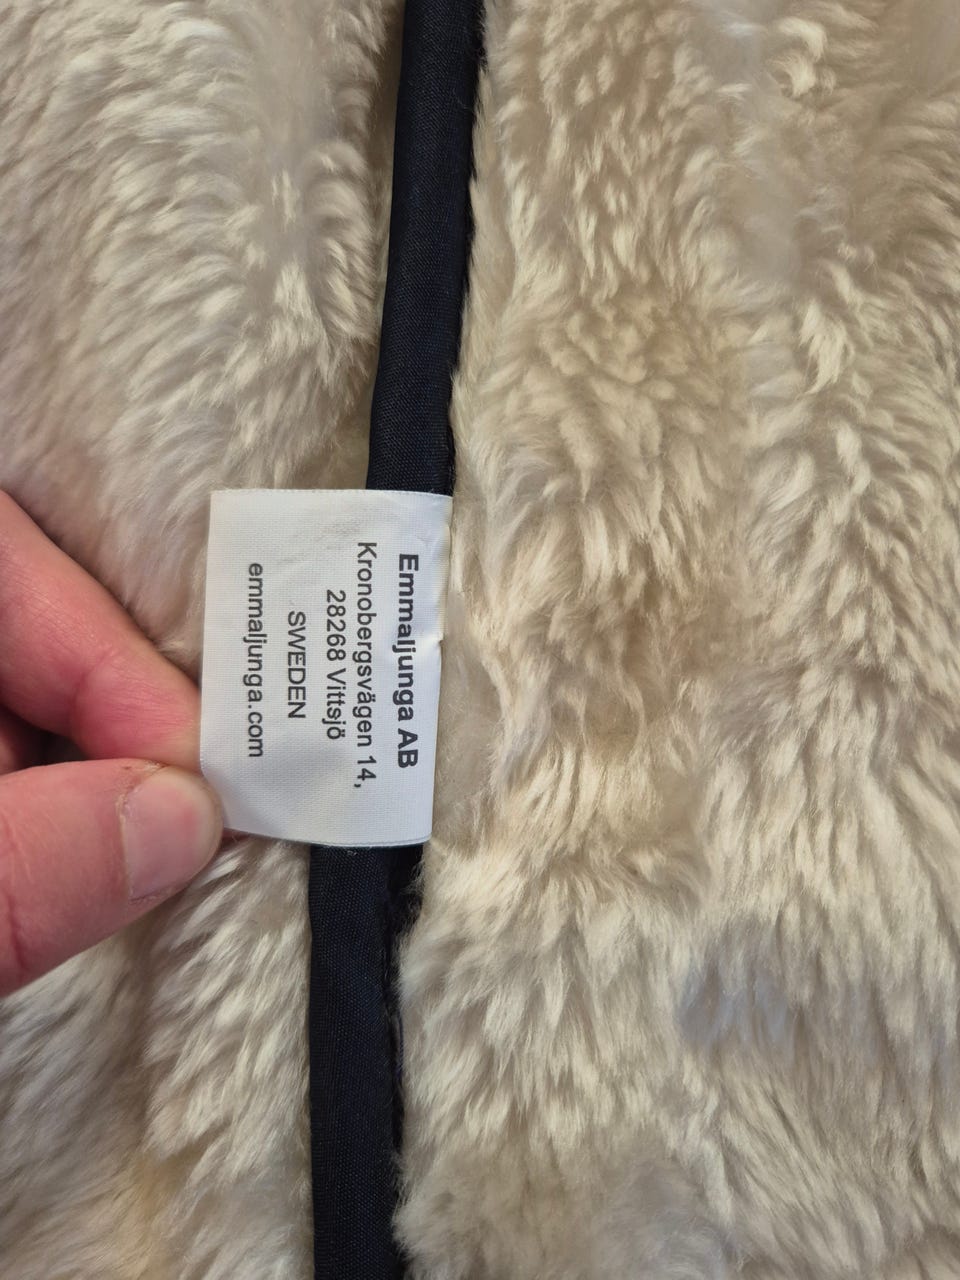 Emmaljunga AB
Kronobergsvägen 14,
28268 Vittsjö
SWEDEN
emmaljunga.com